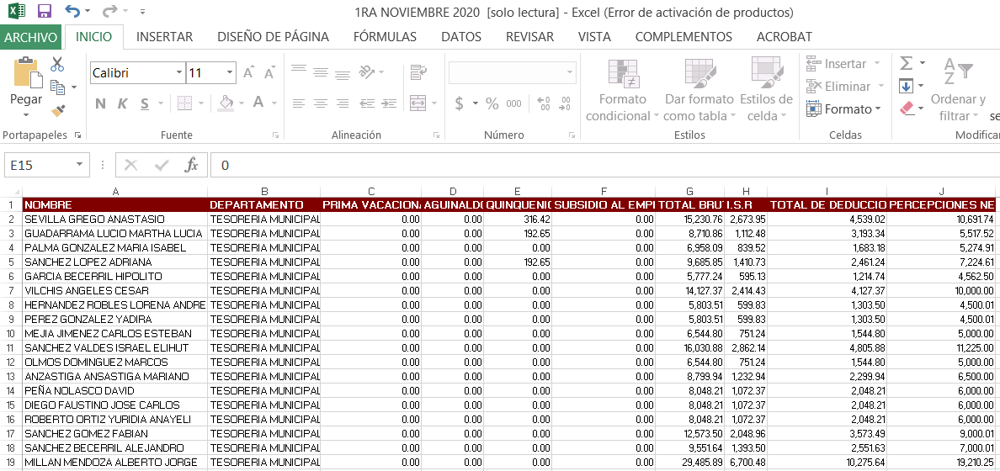 1RA NOVIEMBRE 2020 [solo lectura] - Excel (Error de activación de productos)
ARCHIVO INICIO INSERTAR DISEÑO DE PÁGINA FÓRMULAS DATOS REVISAR VISTA COMPLEMENTOS ACROBAT
Pegar
Calibri 11
N K S A
$ % 000
Formato condicional
Dar formato como tabla
Estilos de celda
Insertar
Eliminar
Formato
Ordenar y filtrar
Portapapeles Fuente Alineación Número Estilos Celdas Modificar
E15 fx 0
A B C D E F G H I J
1 NOMBRE DEPARTAMENTO PRIMA VACACION AGUINALDO QUINQUENIO SUBSIDIO AL EMPL TOTAL BRUT I.S.R TOTAL DE DEDUCCIO PERCEPCIONES NE
2 SEVILLA GREGO ANASTASIO TESORERIA MUNICIPAL 0.00 0.00 316.42 0.00 15,230.76 2,673.95 4,539.02 10,691.74
3 GUADARRAMA LUCIO MARTHA LUCIA TESORERIA MUNICIPAL 0.00 0.00 192.65 0.00 8,710.86 1,112.48 3,193.34 5,517.52
4 PALMA GONZALEZ MARIA ISABEL TESORERIA MUNICIPAL 0.00 0.00 0.00 0.00 6,958.09 839.52 1,683.18 5,274.91
5 SANCHEZ LOPEZ ADRIANA TESORERIA MUNICIPAL 0.00 0.00 192.65 0.00 9,685.85 1,410.73 2,461.24 7,224.61
6 GARCIA BECERRIL HIPOLITO TESORERIA MUNICIPAL 0.00 0.00 0.00 0.00 5,777.24 595.13 1,214.74 4,562.50
7 VILCHIS ANGELES CESAR TESORERIA MUNICIPAL 0.00 0.00 0.00 0.00 14,127.37 2,414.43 4,127.37 10,000.00
8 HERNANDEZ ROBLES LORENA ANDRE TESORERIA MUNICIPAL 0.00 0.00 0.00 0.00 5,803.51 599.83 1,303.50 4,500.01
9 PEREZ GONZALEZ YADIRA TESORERIA MUNICIPAL 0.00 0.00 0.00 0.00 5,803.51 599.83 1,303.50 4,500.01
10 MEJIA JIMENEZ CARLOS ESTEBAN TESORERIA MUNICIPAL 0.00 0.00 0.00 0.00 6,544.80 751.24 1,544.80 5,000.00
11 SANCHEZ VALDES ISRAEL ELIHUT TESORERIA MUNICIPAL 0.00 0.00 0.00 0.00 16,030.88 2,862.14 4,805.88 11,225.00
12 OLMOS DOMINGUEZ MARCOS TESORERIA MUNICIPAL 0.00 0.00 0.00 0.00 6,544.80 751.24 1,544.80 5,000.00
13 ANZASTIGA ANSASTIGA MARIANO TESORERIA MUNICIPAL 0.00 0.00 0.00 0.00 8,799.94 1,232.94 2,299.94 6,500.00
14 PEÑA NOLASCO DAVID TESORERIA MUNICIPAL 0.00 0.00 0.00 0.00 8,048.21 1,072.37 2,048.21 6,000.00
15 DIEGO FAUSTINO JOSE CARLOS TESORERIA MUNICIPAL 0.00 0.00 0.00 0.00 8,048.21 1,072.37 2,048.21 6,000.00
16 ROBERTO ORTIZ YURIDIA ANAYELI TESORERIA MUNICIPAL 0.00 0.00 0.00 0.00 8,048.21 1,072.37 2,048.21 6,000.00
17 SANCHEZ GOMEZ FABIAN TESORERIA MUNICIPAL 0.00 0.00 0.00 0.00 12,573.50 2,048.96 3,573.49 9,000.01
18 SANCHEZ BECERRIL ALEJANDRO TESORERIA MUNICIPAL 0.00 0.00 0.00 0.00 9,551.64 1,393.50 2,551.63 7,000.01
19 MILLAN MENDOZA ALBERTO JORGE TESORERIA MUNICIPAL 0.00 0.00 0.00 0.00 29,485.89 6,700.48 10,275.64 19,210.25